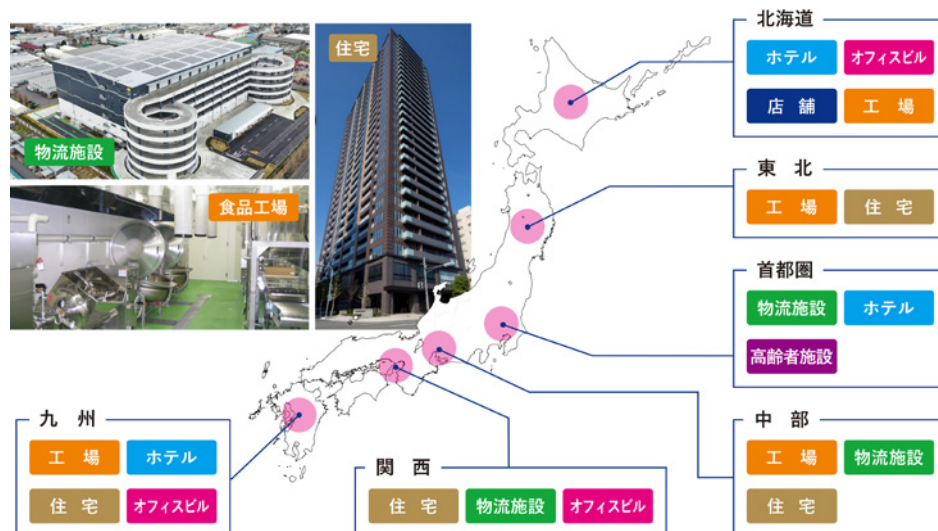 住宅
物流施設
食品工場
北海道
ホテル オフィスビル
店舗 工場
東北
工場 住宅
首都圏
物流施設 ホテル
高齢者施設
中部
工場 物流施設
住宅
関西
住宅 物流施設 オフィスビル
九州
工場 ホテル
住宅 オフィスビル